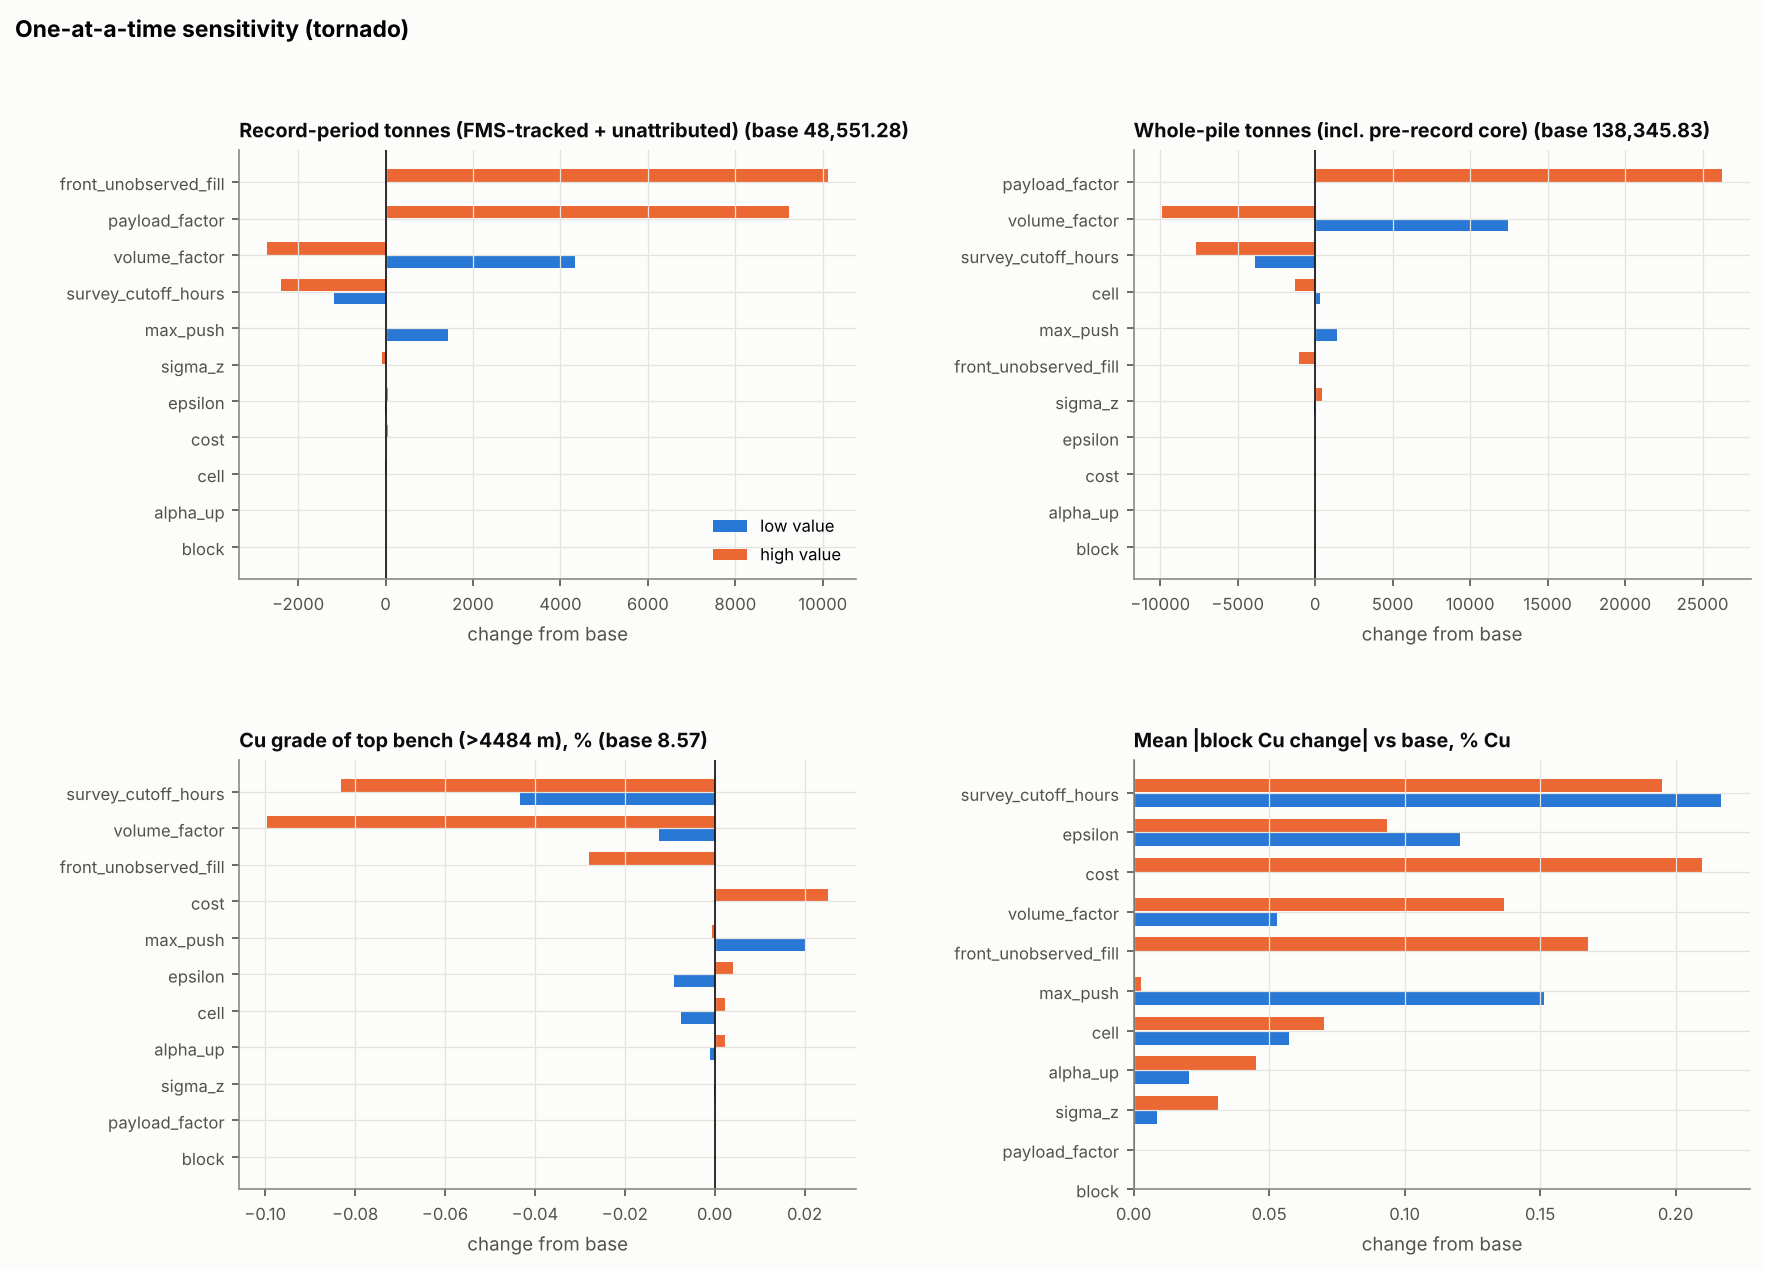 One-at-a-time sensitivity (tornado)
Record-period tonnes (FMS-tracked + unattributed) (base 48,551.28)
front_unobserved_fill
payload_factor
volume_factor
survey_cutoff_hours
max_push
sigma_z
epsilon
cost
cell
alpha_up
block
low value
high value
−2000 0 2000 4000 6000 8000 10000
change from base
Whole-pile tonnes (incl. pre-record core) (base 138,345.83)
payload_factor
volume_factor
survey_cutoff_hours
cell
max_push
front_unobserved_fill
sigma_z
epsilon
cost
alpha_up
block
−10000 −5000 0 5000 10000 15000 20000 25000
change from base
Cu grade of top bench (>4484 m), % (base 8.57)
survey_cutoff_hours
volume_factor
front_unobserved_fill
cost
max_push
epsilon
cell
alpha_up
sigma_z
payload_factor
block
−0.10 −0.08 −0.06 −0.04 −0.02 0.00 0.02
change from base
Mean |block Cu change| vs base, % Cu
survey_cutoff_hours
epsilon
cost
volume_factor
front_unobserved_fill
max_push
cell
alpha_up
sigma_z
payload_factor
block
0.00 0.05 0.10 0.15 0.20
change from base